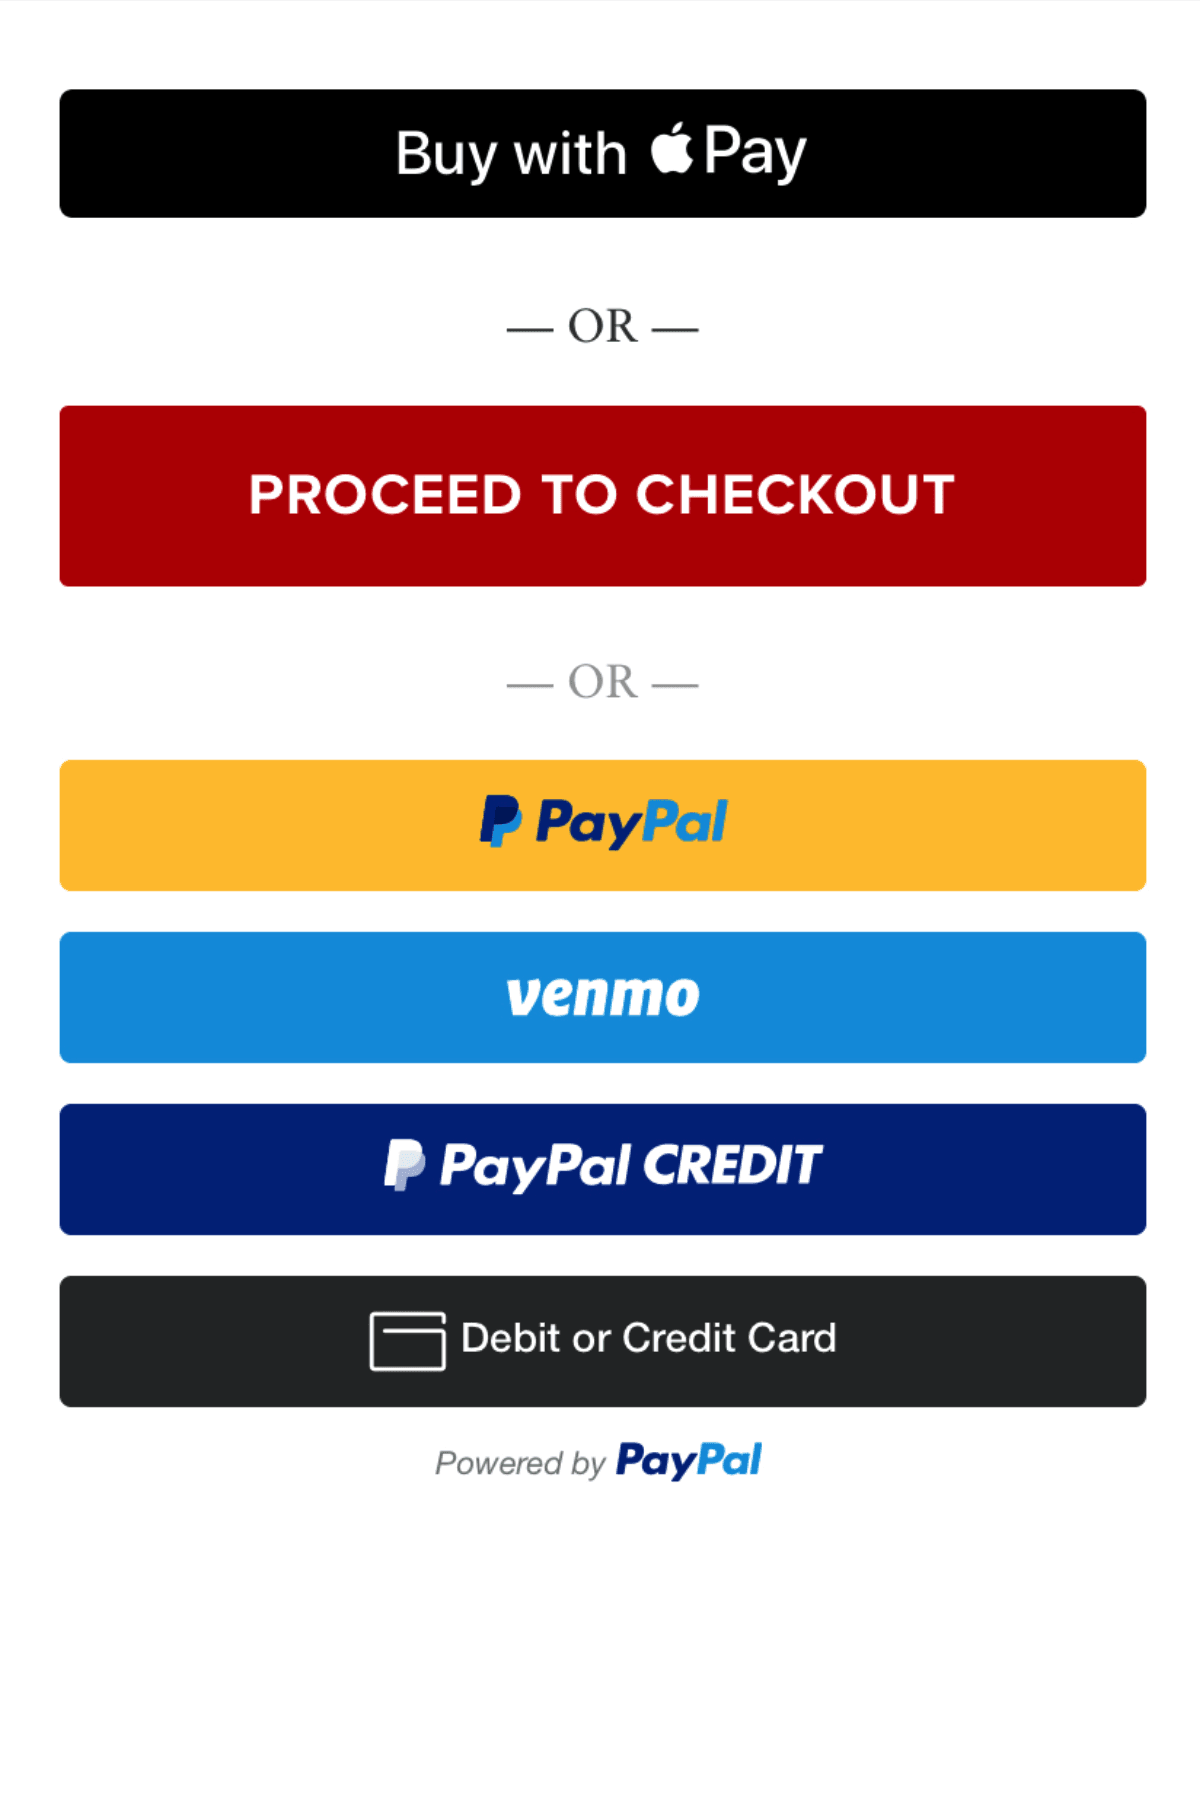 Buy with Pay
— OR —
PROCEED TO CHECKOUT
— OR —
PayPal
venmo
PayPal CREDIT
Debit or Credit Card
Powered by PayPal